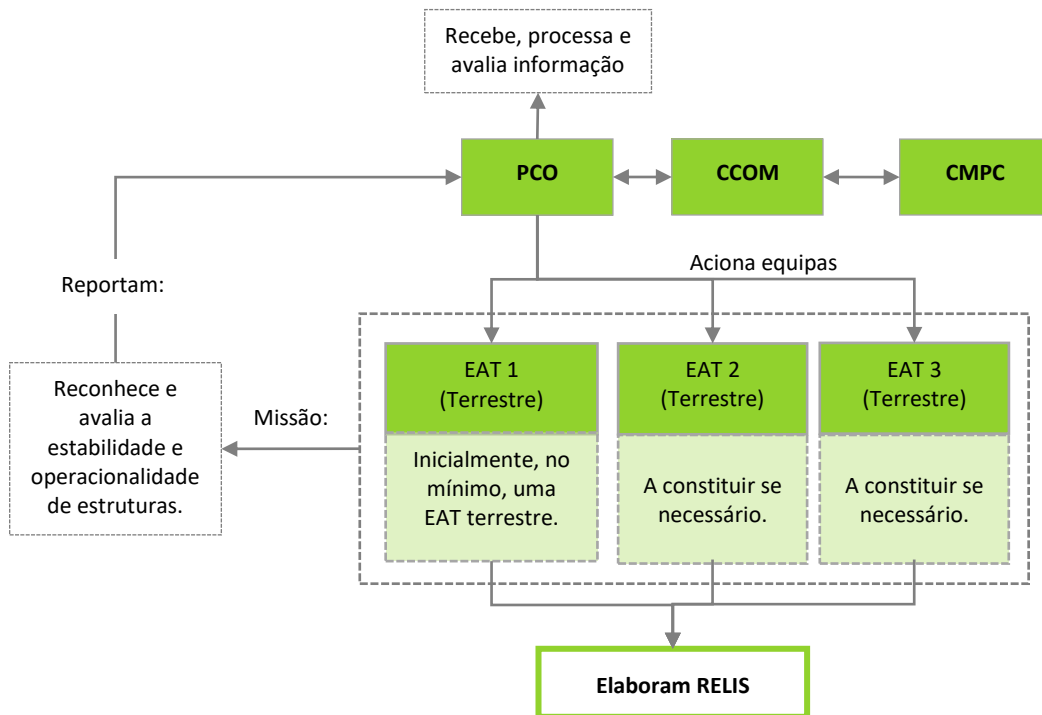 Recebe, processa e
avalia informação
PCO
CCOM
CMPC
Aciona equipas
Reportam:
EAT 1
(Terrestre)
EAT 2
(Terrestre)
EAT 3
(Terrestre)
Reconhece e
avalia a
estabilidade e
operacionalidade
de estruturas.
Missão:
Inicialmente, no
mínimo, uma
EAT terrestre.
A constituir se
necessário.
A constituir se
necessário.
Elaboram RELIS